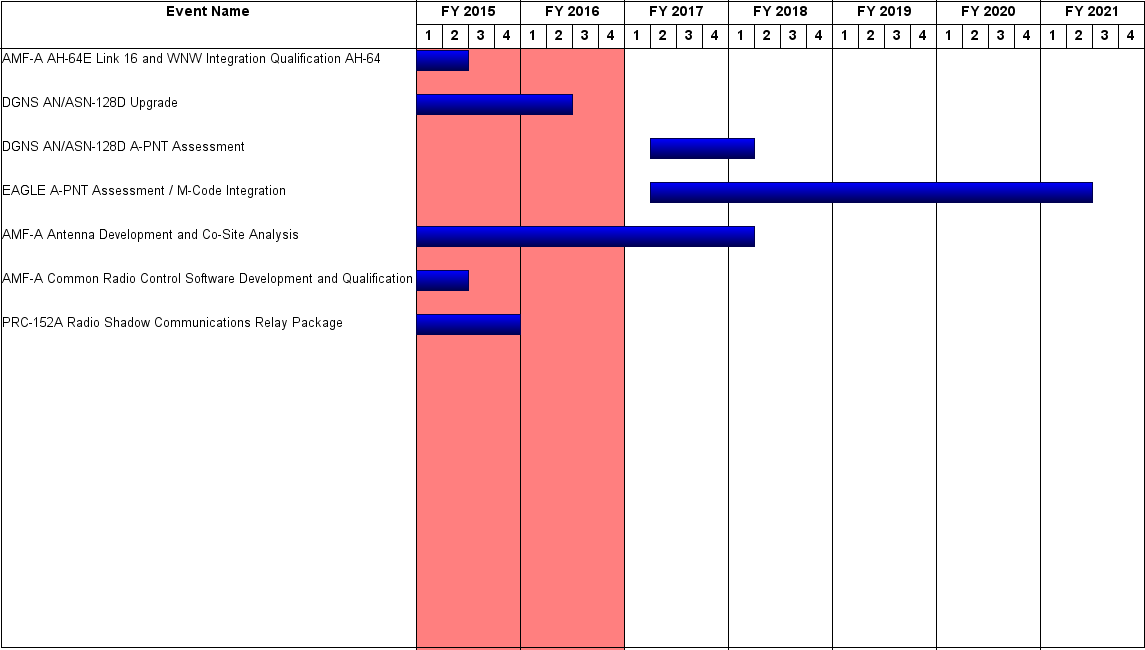 Event Name FY 2015 FY 2016 FY 2017 FY 2018 FY 2019 FY 2020 FY 2021
1 2 3 4 1 2 3 4 1 2 3 4 1 2 3 4 1 2 3 4 1 2 3 4 1 2 3 4
AMF-A AH-64E Link 16 and WNW Integration Qualification AH-64
DGNS AN/ASN-128D Upgrade
DGNS AN/ASN-128D A-PNT Assessment
EAGLE A-PNT Assessment / M-Code Integration
AMF-A Antenna Development and Co-Site Analysis
AMF-A Common Radio Control Software Development and Qualification
PRC-152A Radio Shadow Communications Relay Package